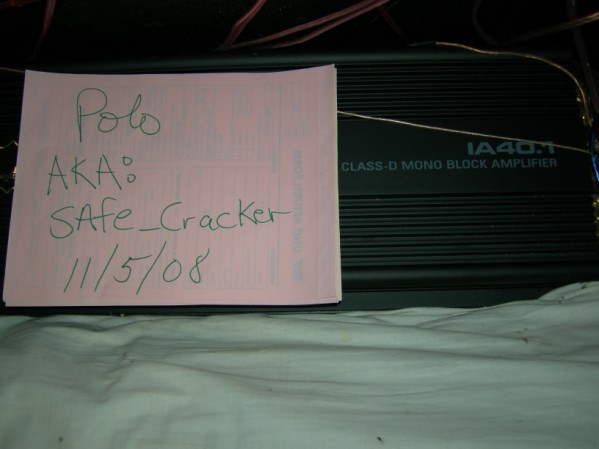 Polo
AKA:
SAfe_Cracker
11/5/08
IA40.1
CLASS-D MONO BLOCK AMPLIFIER